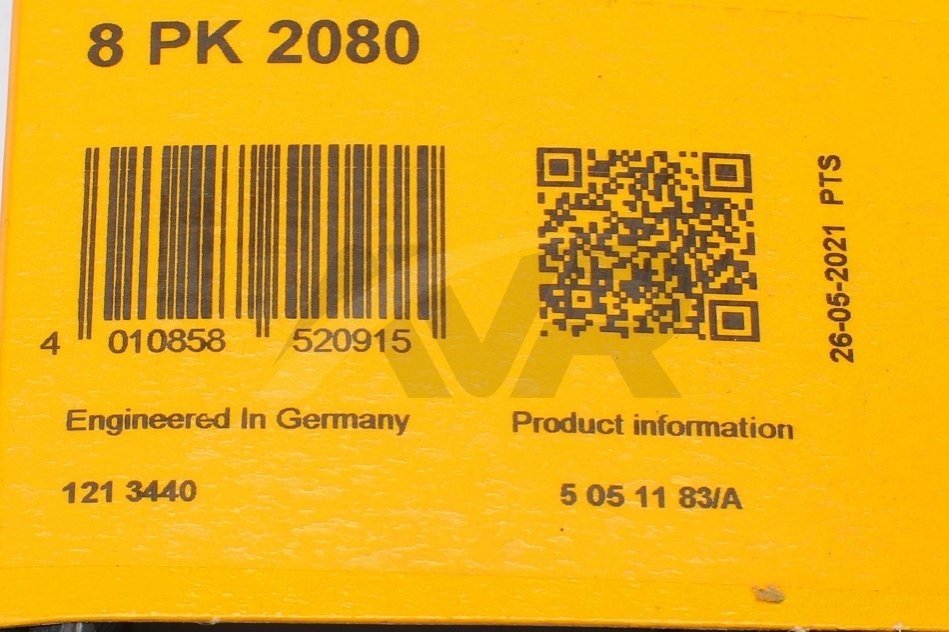 8 PK 2080
4 010858 520915
26-05-2021 PTS
Engineered In Germany
Product information
121 3440
5 05 11 83/A
AVR